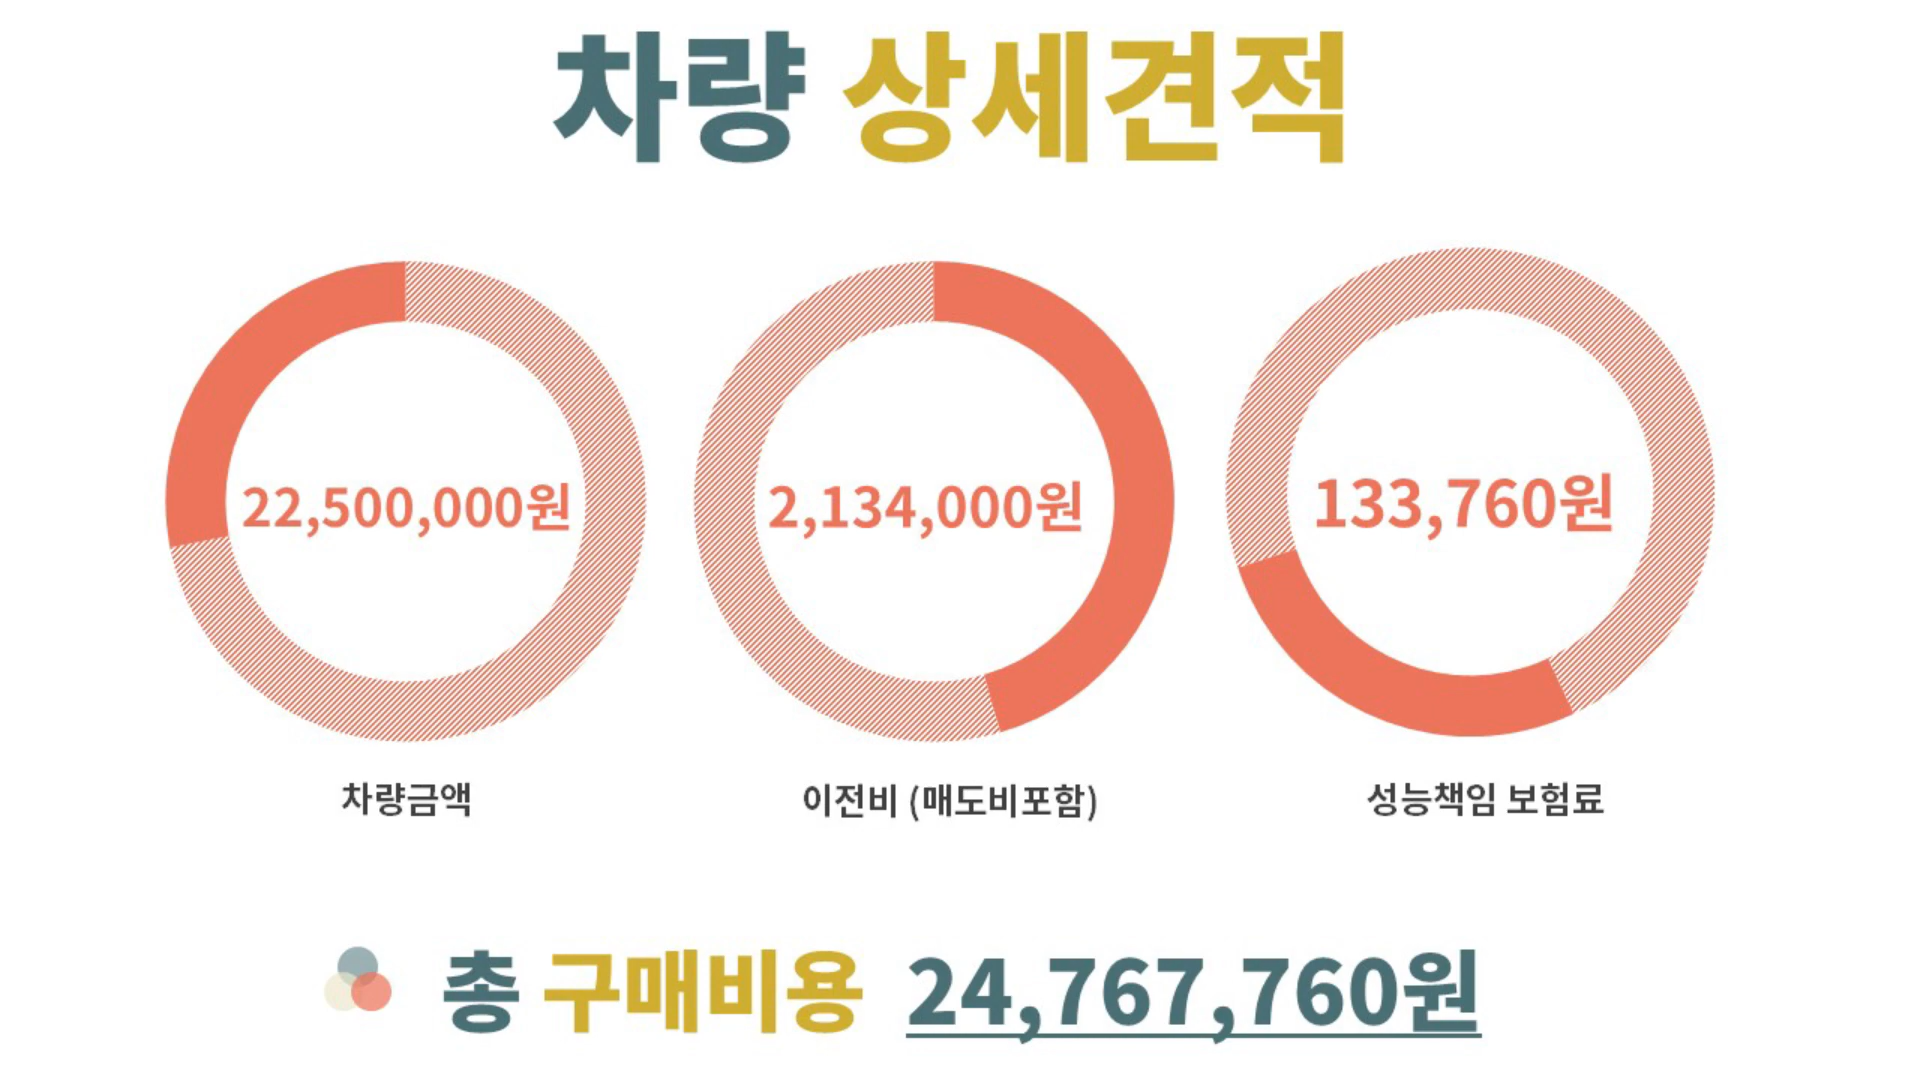 차량 상세견적
22,500,000원
2,134,000원
133,760원
차량금액
이전비 (매도비포함)
성능책임 보험료
총 구매비용 24,767,760원